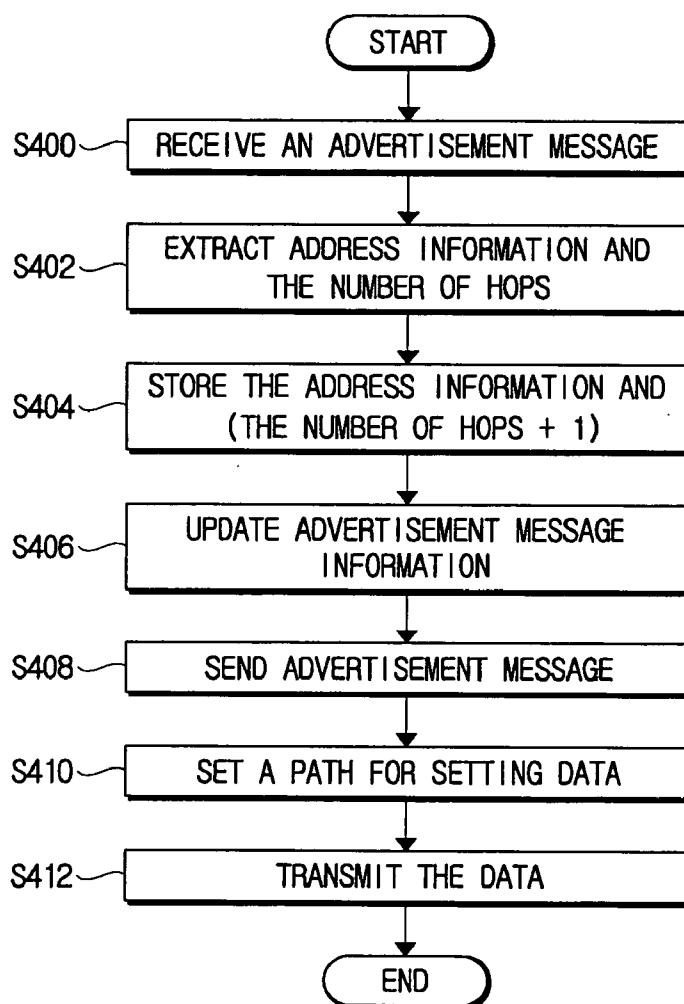 START
S400 RECEIVE AN ADVERTISEMENT MESSAGE
S402 EXTRACT ADDRESS INFORMATION AND
THE NUMBER OF HOPS
S404 STORE THE ADDRESS INFORMATION AND
(THE NUMBER OF HOPS + 1)
S406 UPDATE ADVERTISEMENT MESSAGE
INFORMATION
S408 SEND ADVERTISEMENT MESSAGE
S410 SET A PATH FOR SETTING DATA
S412 TRANSMIT THE DATA
END